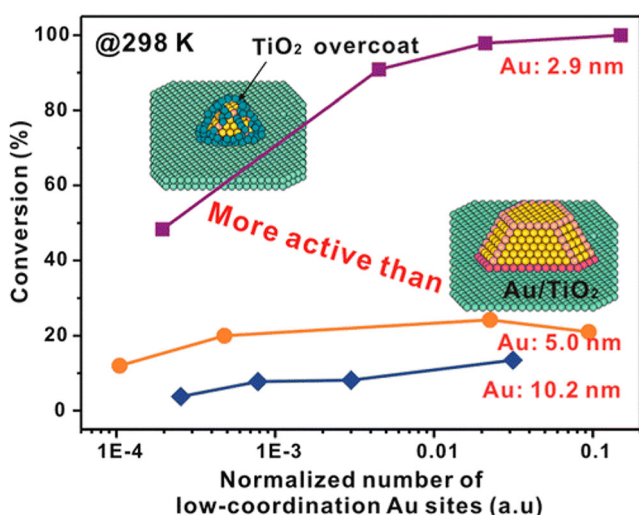 @298 K
TiO₂ overcoat
Au: 2.9 nm
More active than
Au/TiO₂
Au: 5.0 nm
Au: 10.2 nm
Conversion (%)
100
80
60
40
20
0
1E-4
1E-3
0.01
0.1
Normalized number of
low-coordination Au sites (a.u)